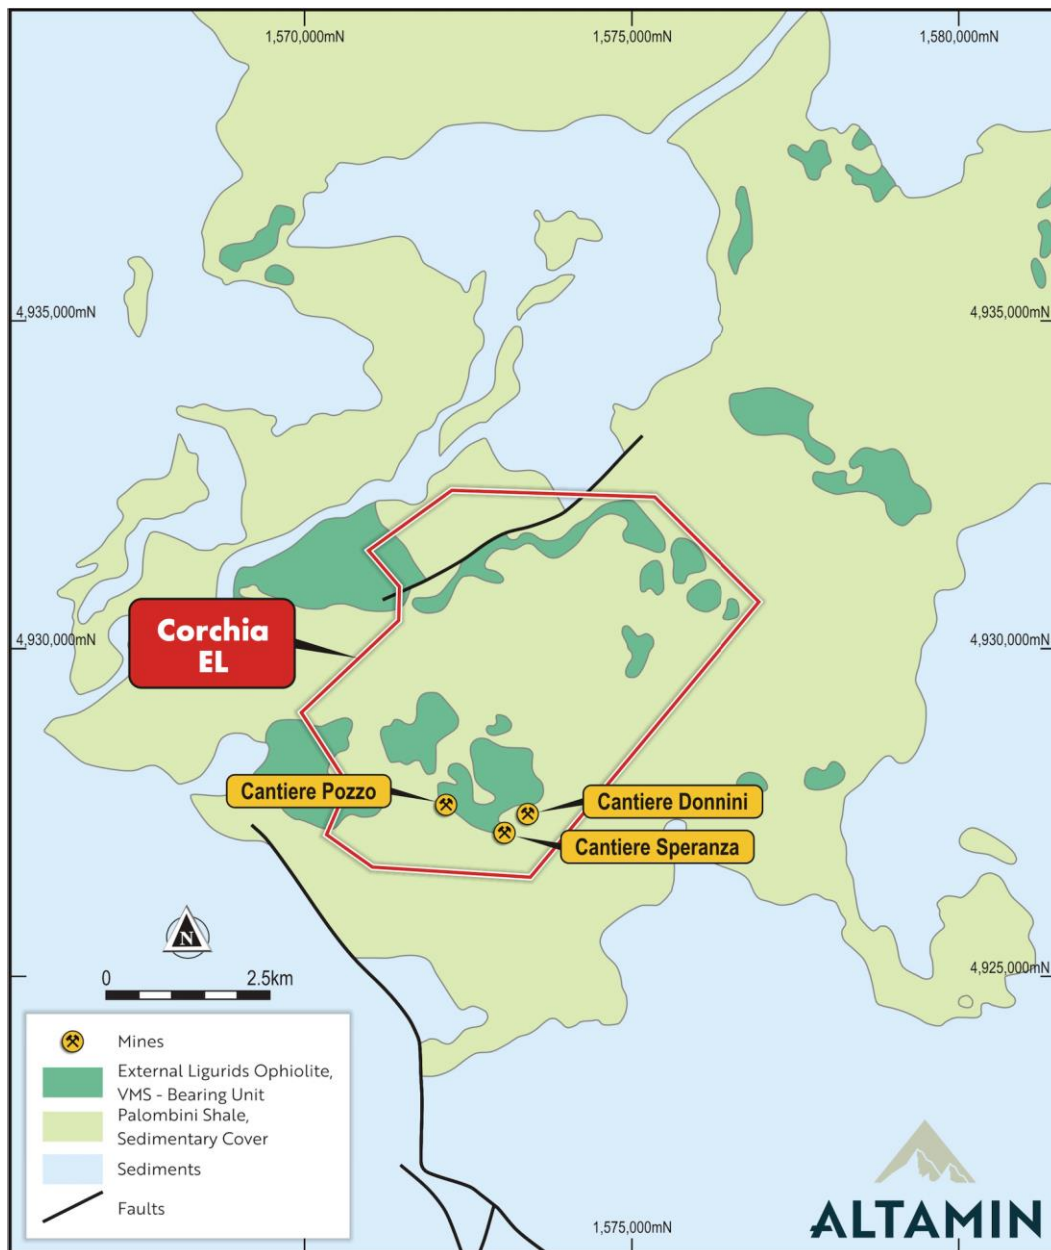 1,570,000mN
1,575,000mN
1,580,000mN
4,935,000mN
4,935,000mN
Corchia
EL
4,930,000mN
4,930,000mN
Cantiere Pozzo
Cantiere Donnini
Cantiere Speranza
N
0
2.5km
4,925,000mN
Mines
External Ligurids Ophiolite,
VMS - Bearing Unit
Palombini Shale,
Sedimentary Cover
Sediments
Faults
1,575,000mN
ALTAMIN